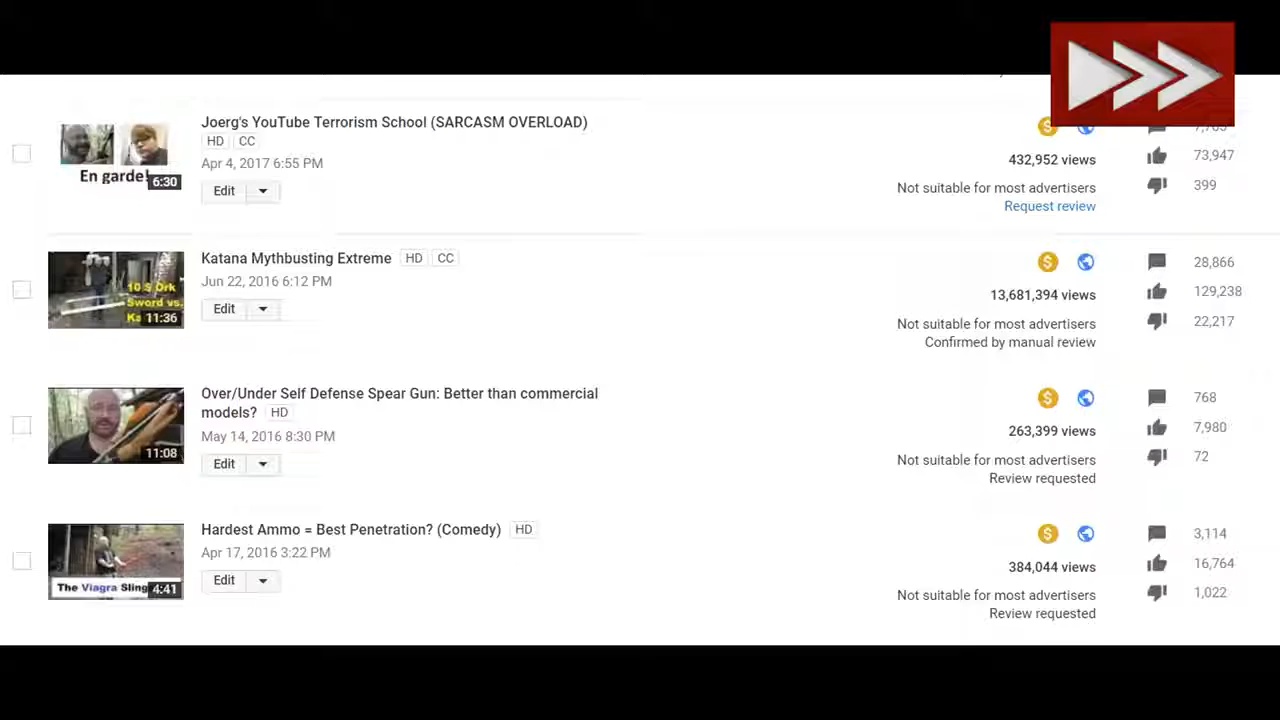 Joerg's YouTube Terrorism School (SARCASM OVERLOAD)
HD CC
Apr 4, 2017 6:55 PM
Edit
En garde!
6:30
432,952 views
73,947
399
Not suitable for most advertisers
Request review
Katana Mythbusting Extreme HD CC
Jun 22, 2016 6:12 PM
Edit
10 $ Ork
Sword vs.
11:36
28,866
13,681,394 views
129,238
22,217
Not suitable for most advertisers
Confirmed by manual review
Over/Under Self Defense Spear Gun: Better than commercial
models? HD
May 14, 2016 8:30 PM
Edit
11:08
768
263,399 views
7,980
72
Not suitable for most advertisers
Review requested
Hardest Ammo = Best Penetration? (Comedy) HD
Apr 17, 2016 3:22 PM
Edit
The Viagra
4:41
3,114
384,044 views
16,764
1,022
Not suitable for most advertisers
Review requested